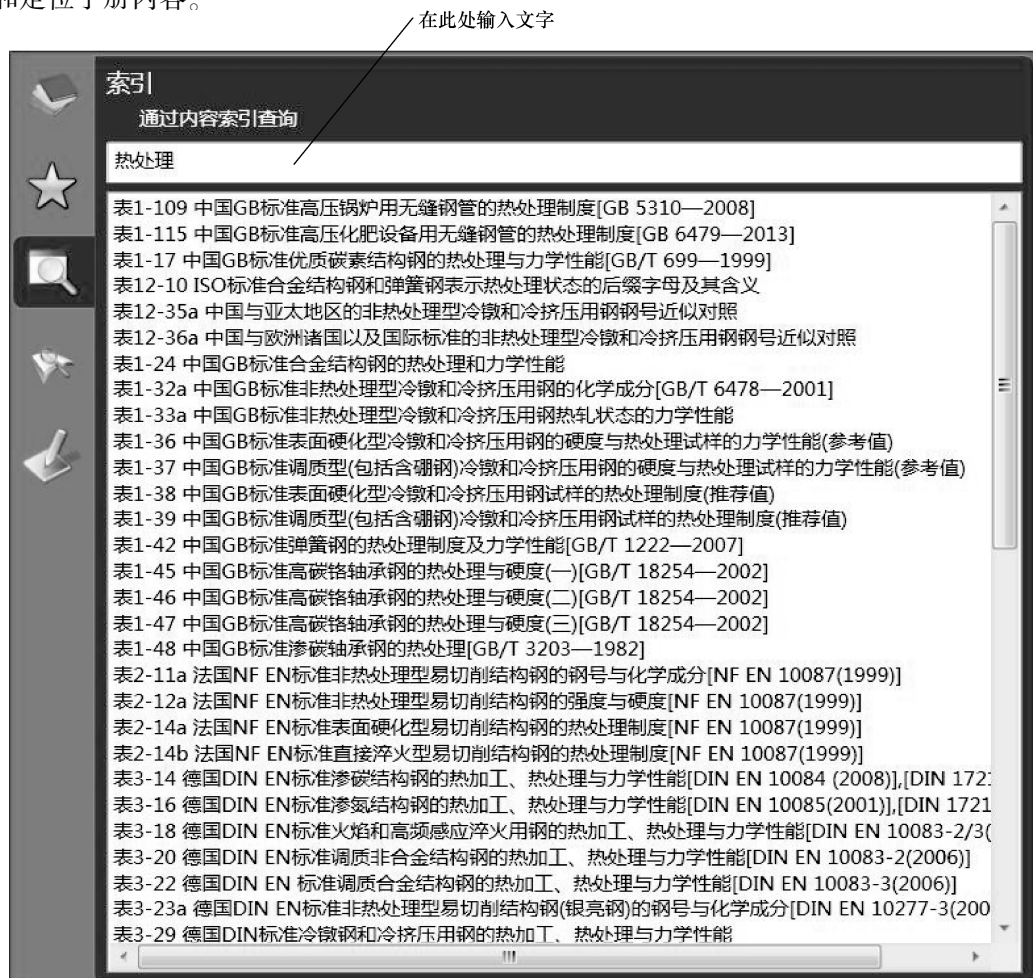 和定位手册内容。
在此处输入文字
索引
通过内容索引查询
热处理
表1-109 中国GB标准高压锅炉用无缝钢管的热处理制度[GB 5310—2008]
表1-115 中国GB标准高压化肥设备用无缝钢管的热处理制度[GB 6479—2013]
表1-17 中国GB标准优质碳素结构钢的热处理与力学性能[GB/T 699—1999]
表12-10 ISO标准合金结构钢和弹簧钢表示热处理状态的后缀字母及其含义
表12-35a 中国与亚太地区的非热处理型冷镦和冷挤压用钢钢号近似对照
表12-36a 中国与欧洲诸国以及国际标准的非热处理型冷镦和冷挤压用钢钢号近似对照
表1-24 中国GB标准合金结构钢的热处理和力学性能
表1-32a 中国GB标准非热处理型冷镦和冷挤压用钢的化学成分[GB/T 6478—2001]
表1-33a 中国GB标准非热处理型冷镦和冷挤压用钢热轧状态的力学性能
表1-36 中国GB标准表面硬化型冷镦和冷挤压用钢的硬度与热处理试样的力学性能(参考值)
表1-37 中国GB标准调质型(包括含硼钢)冷镦和冷挤压用钢的硬度与热处理试样的力学性能(参考值)
表1-38 中国GB标准表面硬化型冷镦和冷挤压用钢试样的热处理制度(推荐值)
表1-39 中国GB标准调质型(包括含硼钢)冷镦和冷挤压用钢试样的热处理制度(推荐值)
表1-42 中国GB标准弹簧钢的热处理制度及力学性能[GB/T 1222—2007]
表1-45 中国GB标准高碳铬轴承钢的热处理与硬度(一)[GB/T 18254—2002]
表1-46 中国GB标准高碳铬轴承钢的热处理与硬度(二)[GB/T 18254—2002]
表1-47 中国GB标准高碳铬轴承钢的热处理与硬度(三)[GB/T 18254—2002]
表1-48 中国GB标准渗碳轴承钢的热处理[GB/T 3203—1982]
表2-11a 法国NF EN标准非热处理型易切削结构钢的钢号与化学成分[NF EN 10087(1999)]
表2-12a 法国NF EN标准非热处理型易切削结构钢的强度与硬度[NF EN 10087(1999)]
表2-14a 法国NF EN标准表面硬化型易切削结构钢的热处理制度[NF EN 10087(1999)]
表2-14b 法国NF EN标准直接淬火型易切削结构钢的热处理制度[NF EN 10087(1999)]
表3-14 德国DIN EN标准渗碳结构钢的热加工、热处理与力学性能[DIN EN 10084 (2008)],[DIN 1721
表3-16 德国DIN EN标准渗氮结构钢的热加工、热处理与力学性能[DIN EN 10085(2001)],[DIN 1721
表3-18 德国DIN EN标准火焰和高频感应淬火用钢的热加工、热处理与力学性能[DIN EN 10083-2/3(
表3-20 德国DIN EN标准调质非合金结构钢的热加工、热处理与力学性能[DIN EN 10083-2(2006)]
表3-22 德国DIN EN 标准调质合金结构钢的热加工、热处理与力学性能[DIN EN 10083-3(2006)]
表3-23a 德国DIN EN标准非热处理型易切削结构钢(银亮钢)的钢号与化学成分[DIN EN 10277-3(200
表3-29 德国DIN标准冷镦钢和冷挤压用钢的热加工、热处理与力学性能